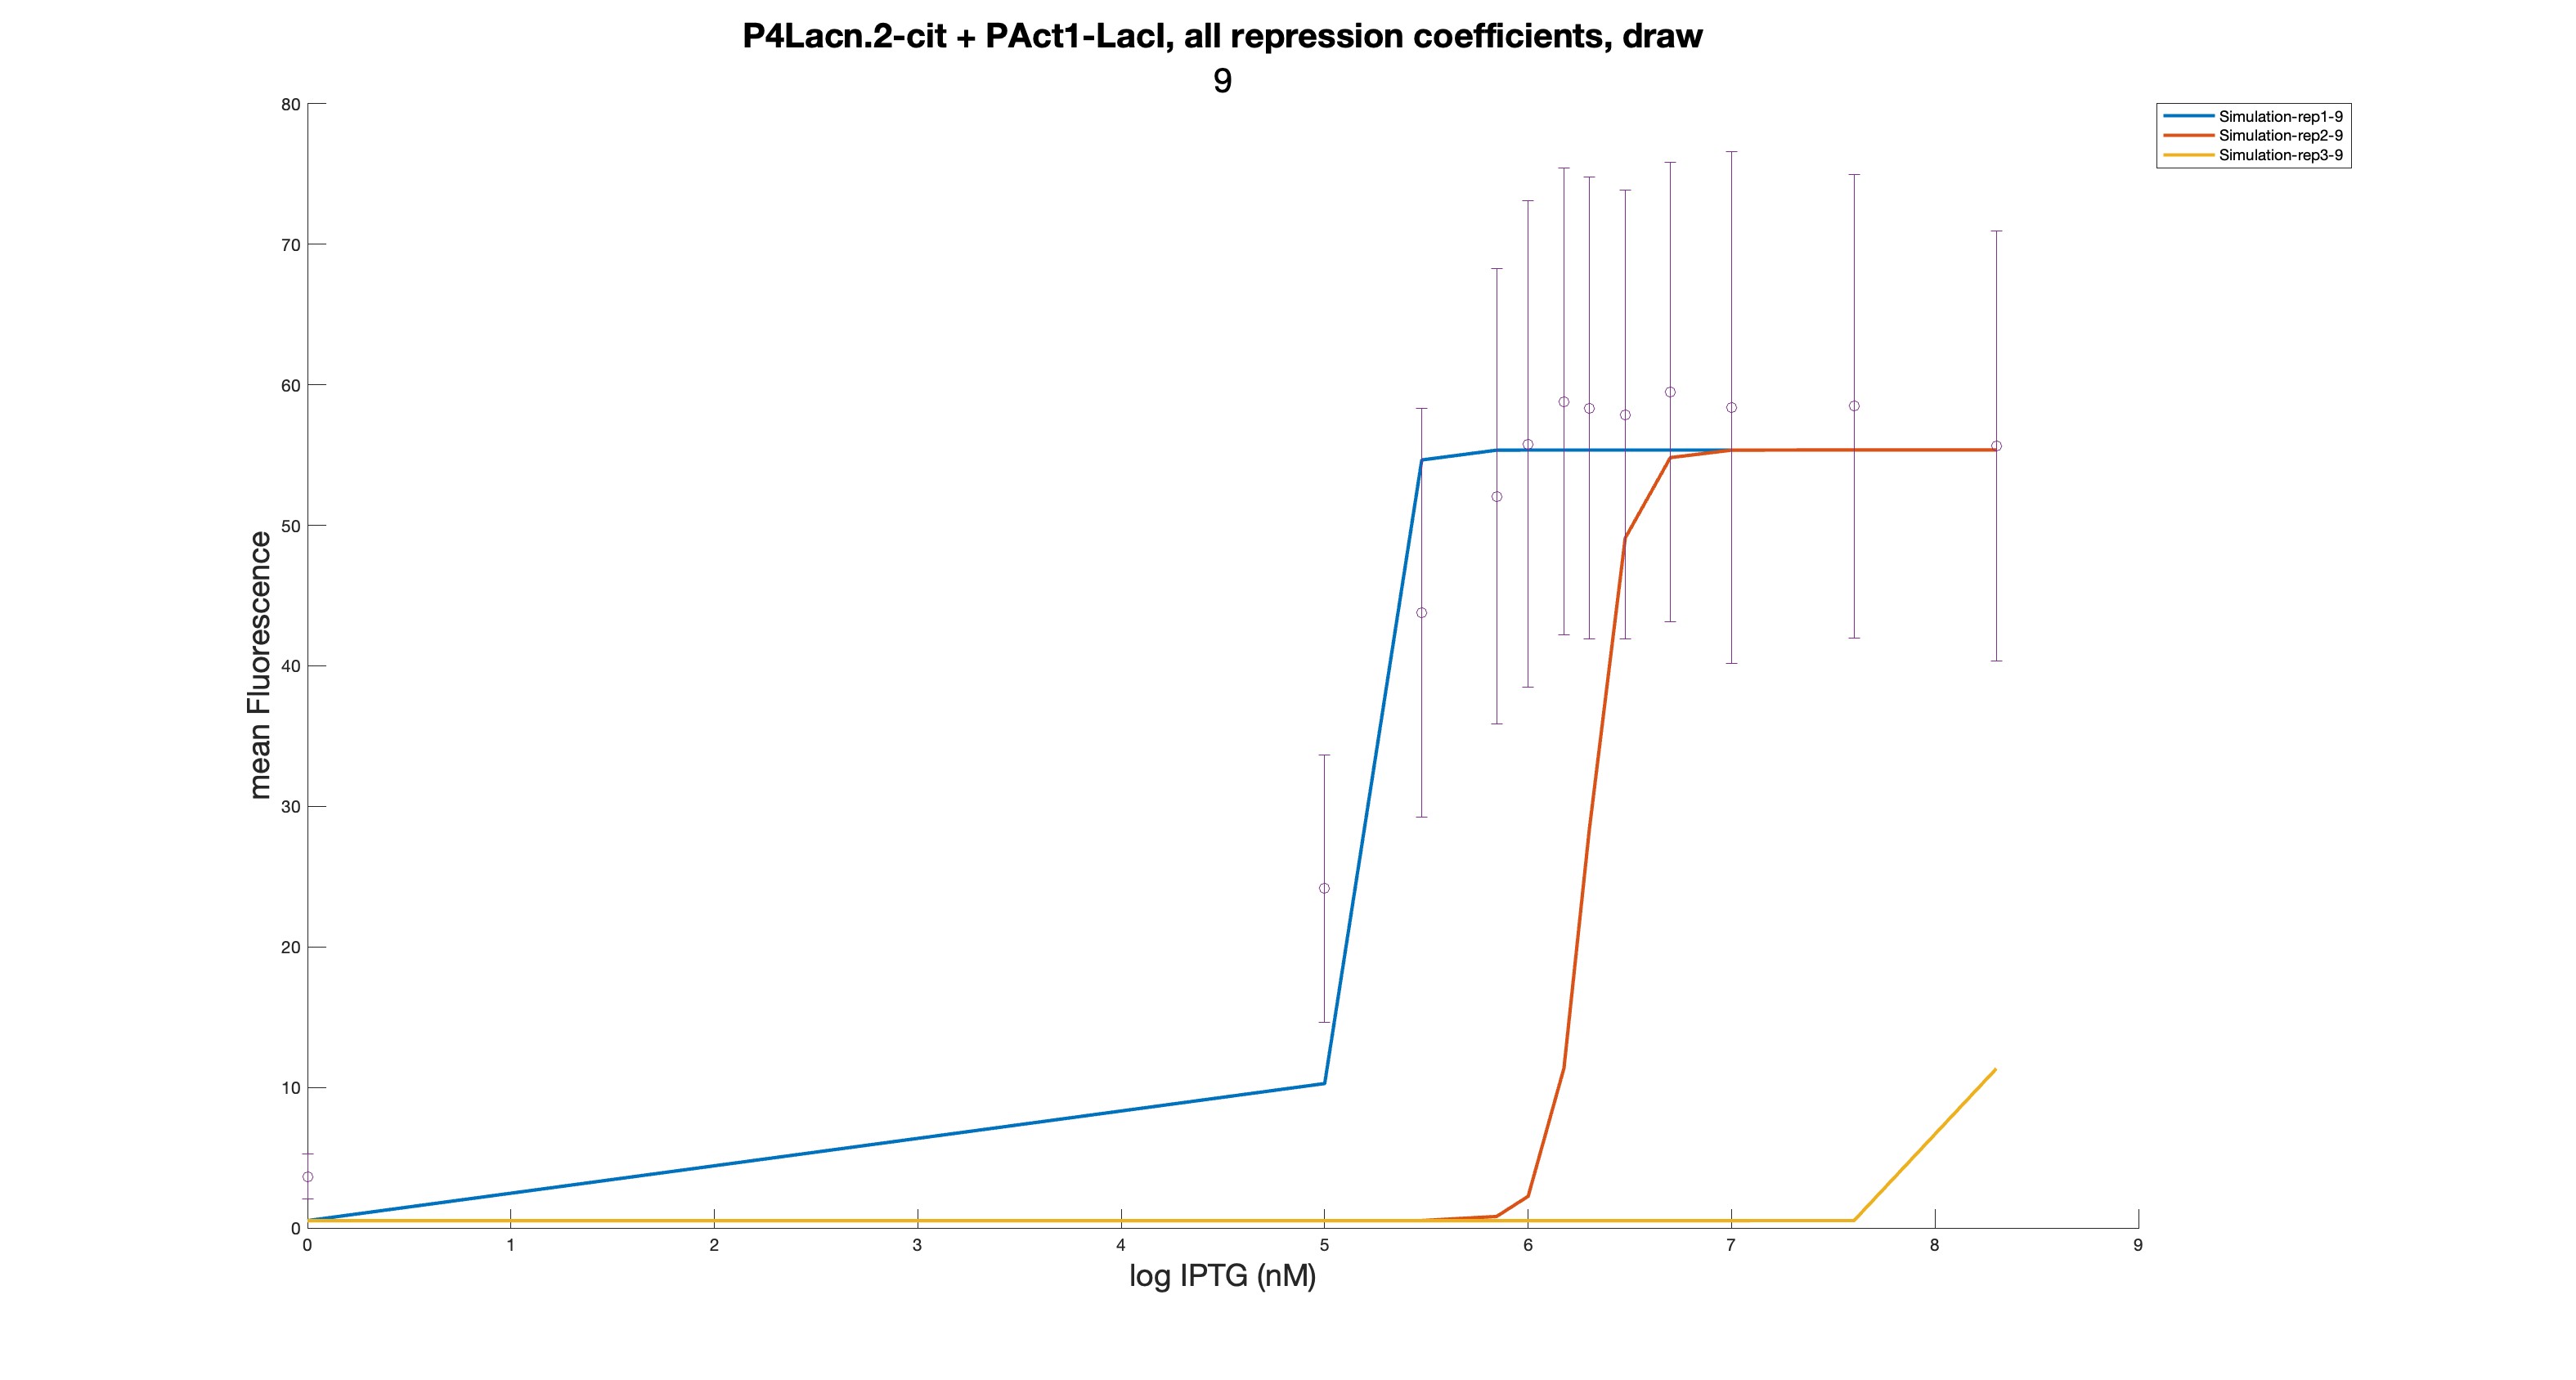 P4Lacn.2-cit + PAct1-LacI, all repression coefficients, draw
9
Simulation-rep1-9
Simulation-rep2-9
Simulation-rep3-9
mean Fluorescence
80
70
60
50
40
30
20
10
0
0 1 2 3 4 5 6 7 8 9
log IPTG (nM)